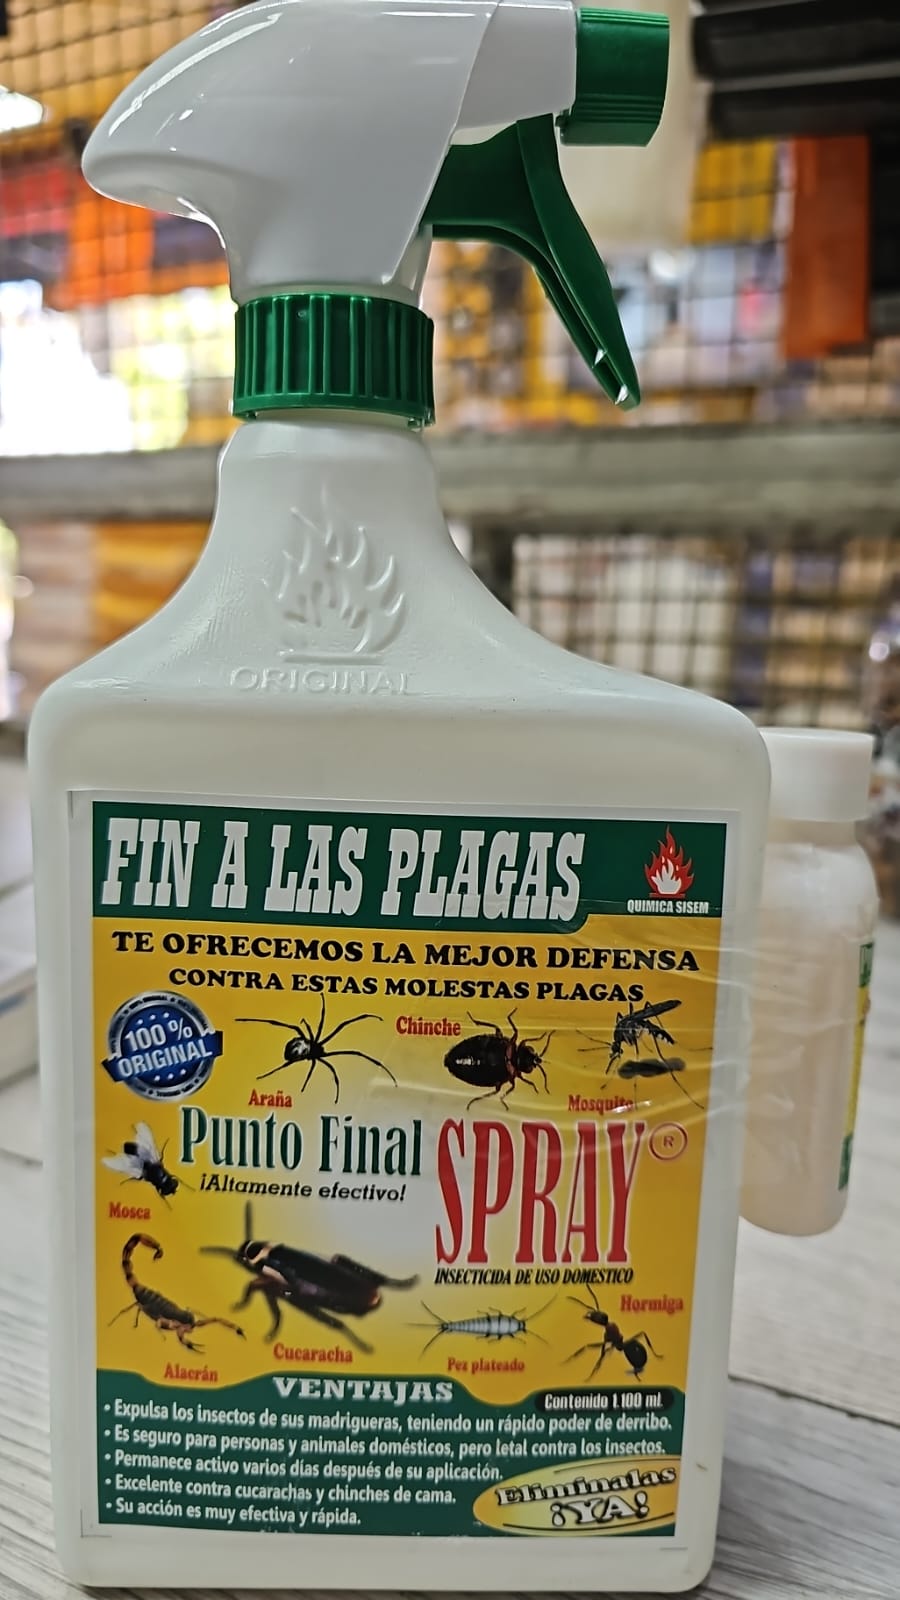 ORIGINAL
FIN A LAS PLAGAS
QUIMICA SISEM
TE OFRECEMOS LA MEJOR DEFENSA
CONTRA ESTAS MOLESTAS PLAGAS
100 %
ORIGINAL
Chinche
Araña
Mosquito
Punto Final
SPRAY®
¡Altamente efectivo!
Mosca
INSECTICIDA DE USO DOMESTICO
Hormiga
Cucaracha
Pez plateado
Alacrán
VENTAJAS
Contenido 1,100 ml.
• Expulsa los insectos de sus madrigueras, teniendo un rápido poder de derribo.
• Es seguro para personas y animales domésticos, pero letal contra los insectos.
• Permanece activo varios días después de su aplicación.
• Excelente contra cucarachas y chinches de cama.
• Su acción es muy efectiva y rápida.
Eliminalas
¡YA!